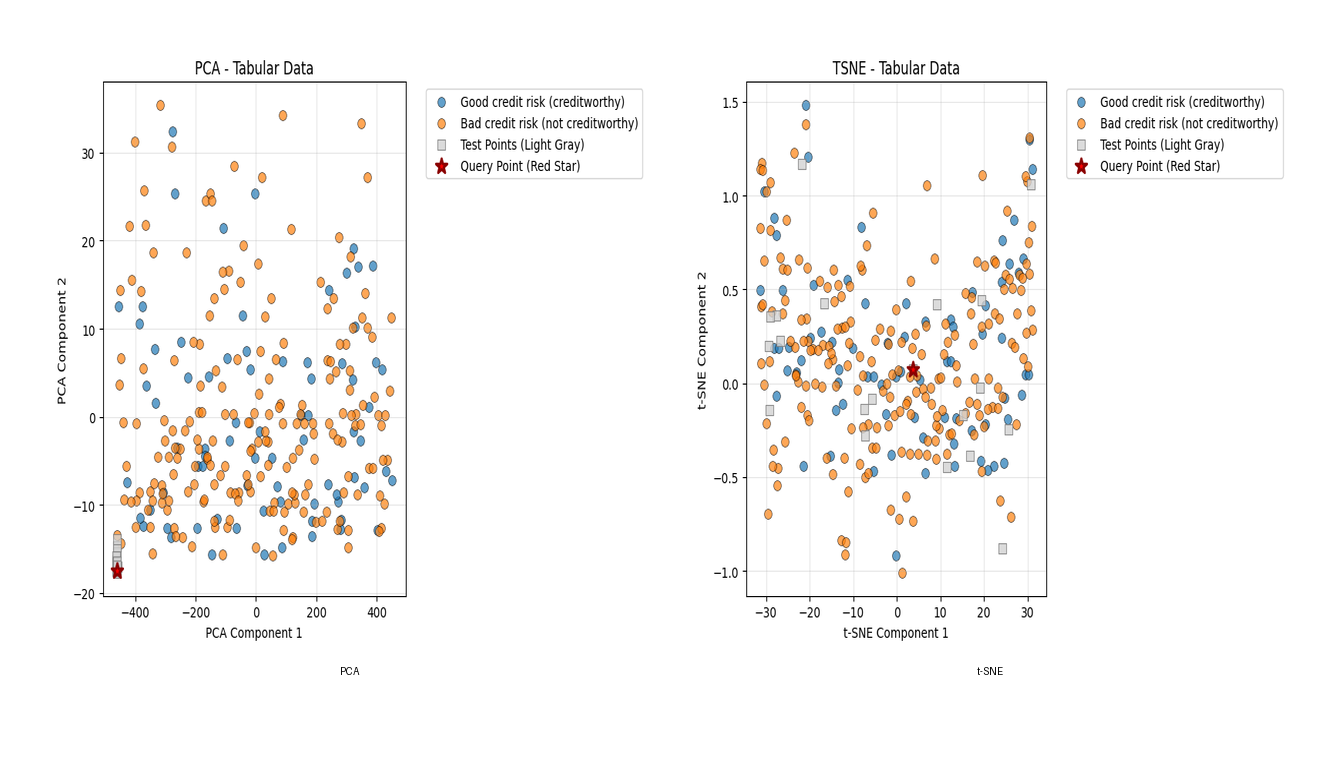 PCA - Tabular Data
30
20
10
0
−10
−20
PCA Component 2
−400
−200
0
200
400
PCA Component 1
Good credit risk (creditworthy)
Bad credit risk (not creditworthy)
Test Points (Light Gray)
Query Point (Red Star)
PCA
TSNE - Tabular Data
1.5
1.0
0.5
0.0
−0.5
−1.0
t-SNE Component 2
−30
−20
−10
0
10
20
30
t-SNE Component 1
Good credit risk (creditworthy)
Bad credit risk (not creditworthy)
Test Points (Light Gray)
Query Point (Red Star)
t-SNE